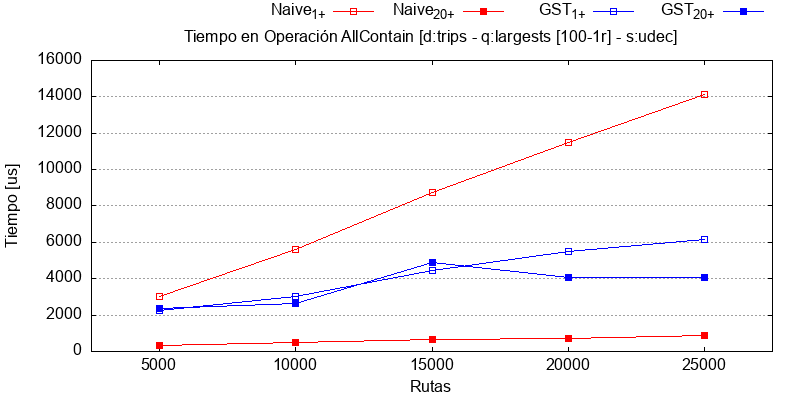 Naive1+ Naive20+ GST1+ GST20+
Tiempo en Operación AllContain [d:trips - q:largests [100-1r] - s:udec]
16000
14000
12000
10000
8000
6000
4000
2000
0
Tiempo [us]
5000 10000 15000 20000 25000
Rutas